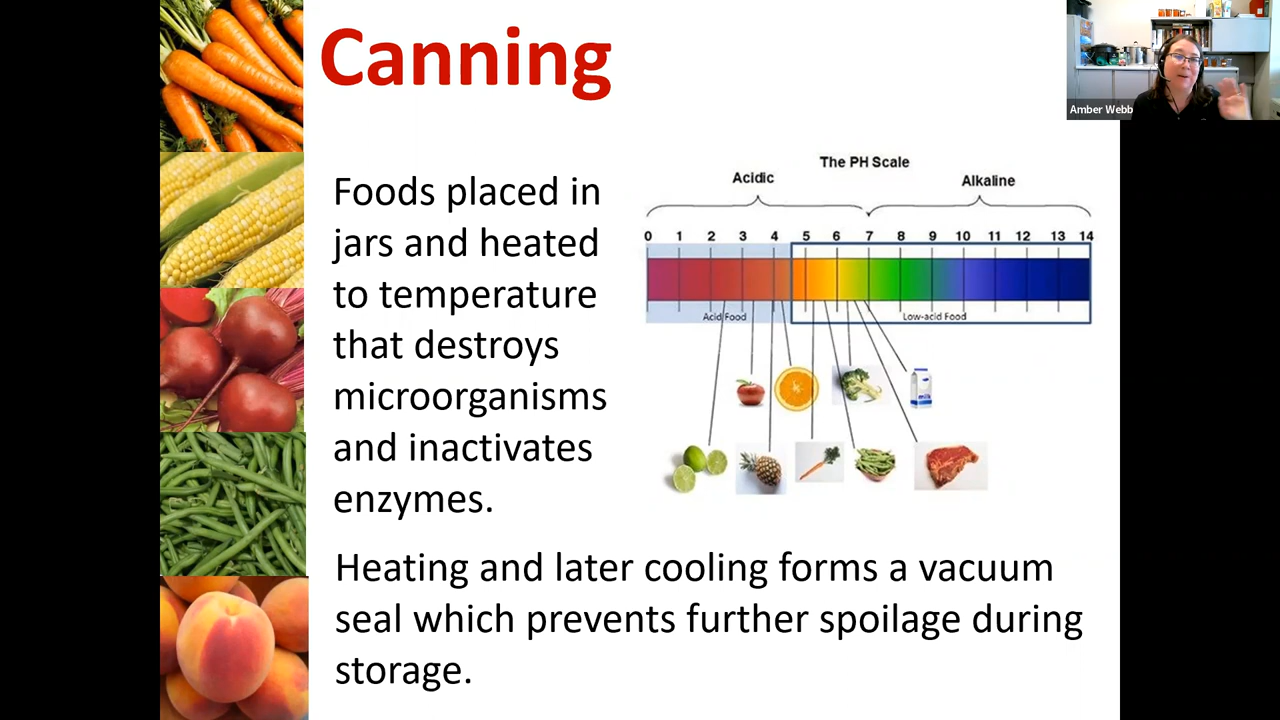 Canning
Amber Webb
Foods placed in
jars and heated
to temperature
that destroys
microorganisms
and inactivates
enzymes.
The PH Scale
Acidic
Alkaline
0 1 2 3 4 5 6 7 8 9 10 11 12 13 14
Acid Food
Low-acid Food
Heating and later cooling forms a vacuum
seal which prevents further spoilage during
storage.